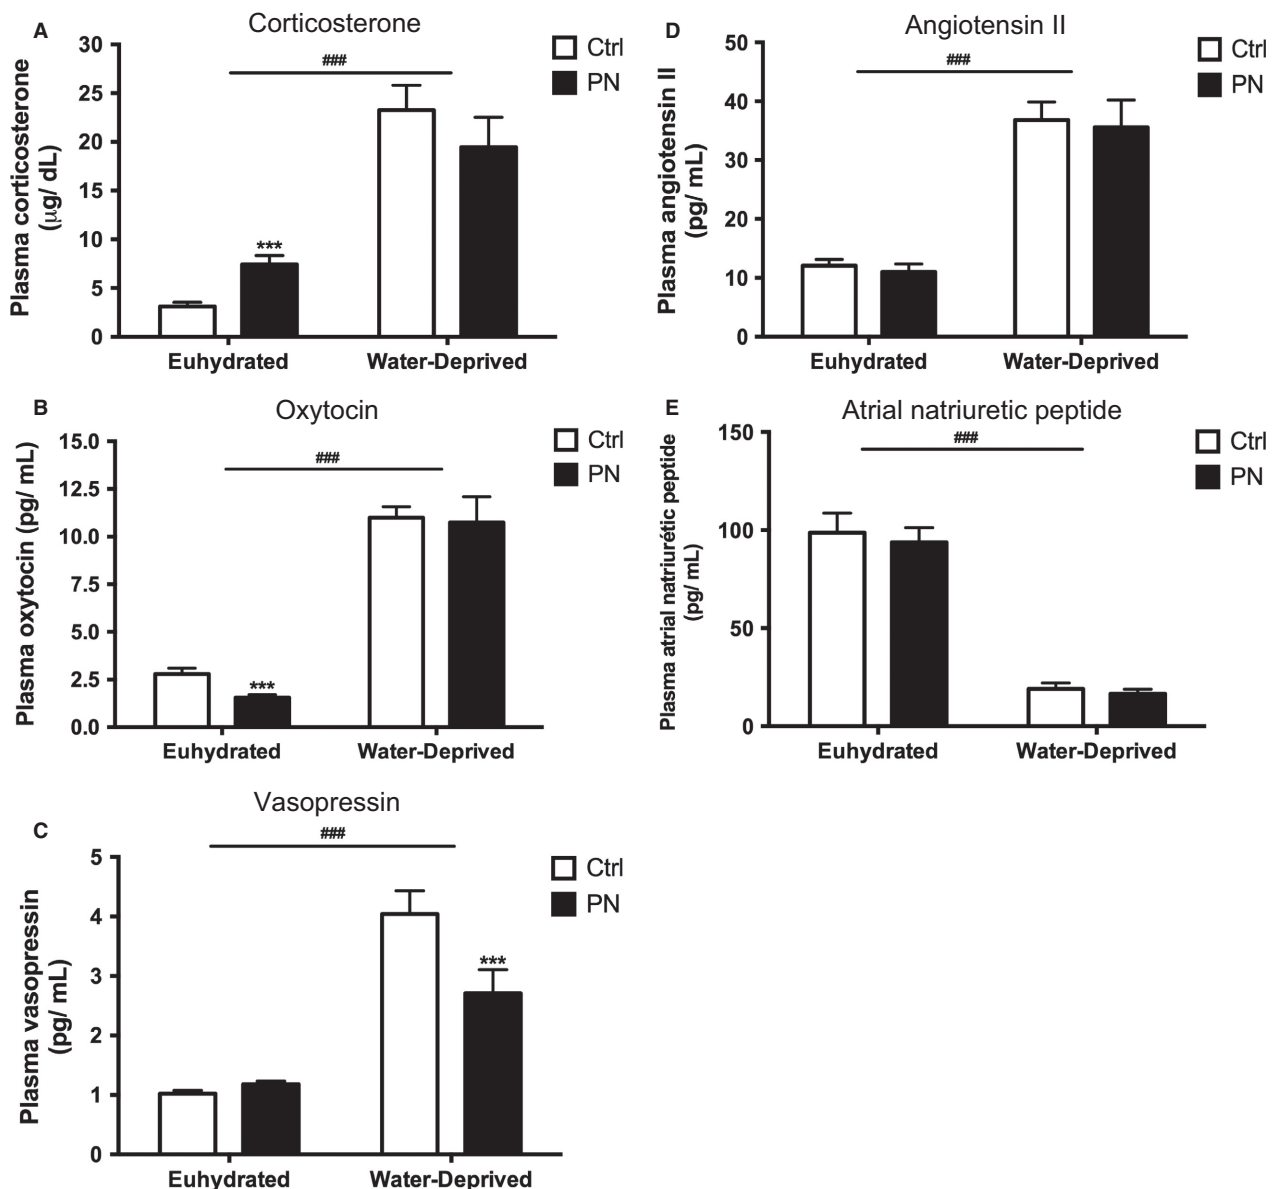 A
Corticosterone
Plasma corticosterone
(µg/ dL)
30
25
20
15
10
5
0
###
***
Euhydrated
Water-Deprived
Ctrl
PN
B
Oxytocin
Plasma oxytocin (pg/ mL)
15.0
12.5
10.0
7.5
5.0
2.5
0.0
###
***
Euhydrated
Water-Deprived
Ctrl
PN
C
Vasopressin
Plasma vasopressin
(pg/ mL)
5
4
3
2
1
0
###
***
Euhydrated
Water-Deprived
Ctrl
PN
D
Angiotensin II
Plasma angiotensin II
(pg/ mL)
50
40
30
20
10
0
###
Euhydrated
Water-Deprived
Ctrl
PN
E
Atrial natriuretic peptide
Plasma atrial natriurétic peptide
(pg/ mL)
150
100
50
0
###
Euhydrated
Water-Deprived
Ctrl
PN